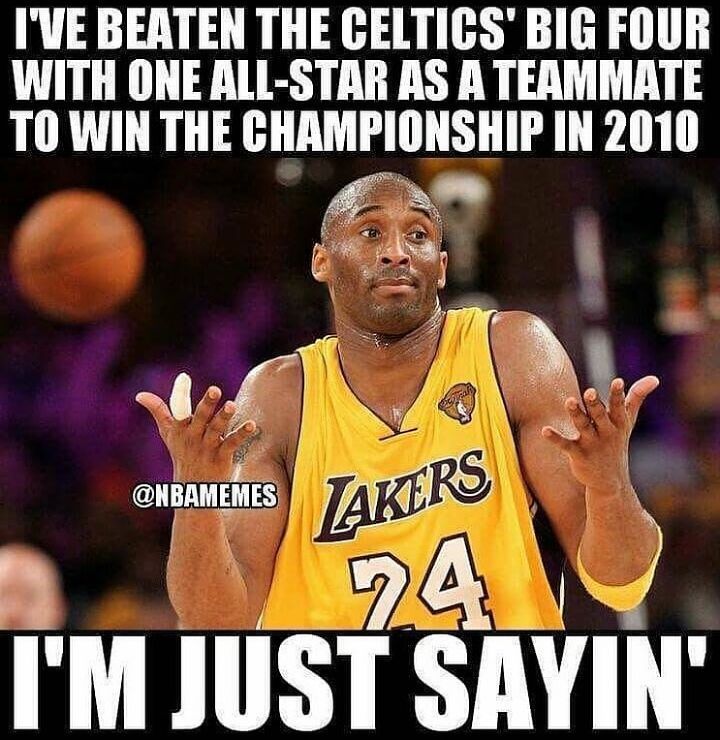 I'VE BEATEN THE CELTICS' BIG FOUR
WITH ONE ALL-STAR AS A TEAMMATE
TO WIN THE CHAMPIONSHIP IN 2010
@NBAMEMES
LAKERS
24
I'M JUST SAYIN'